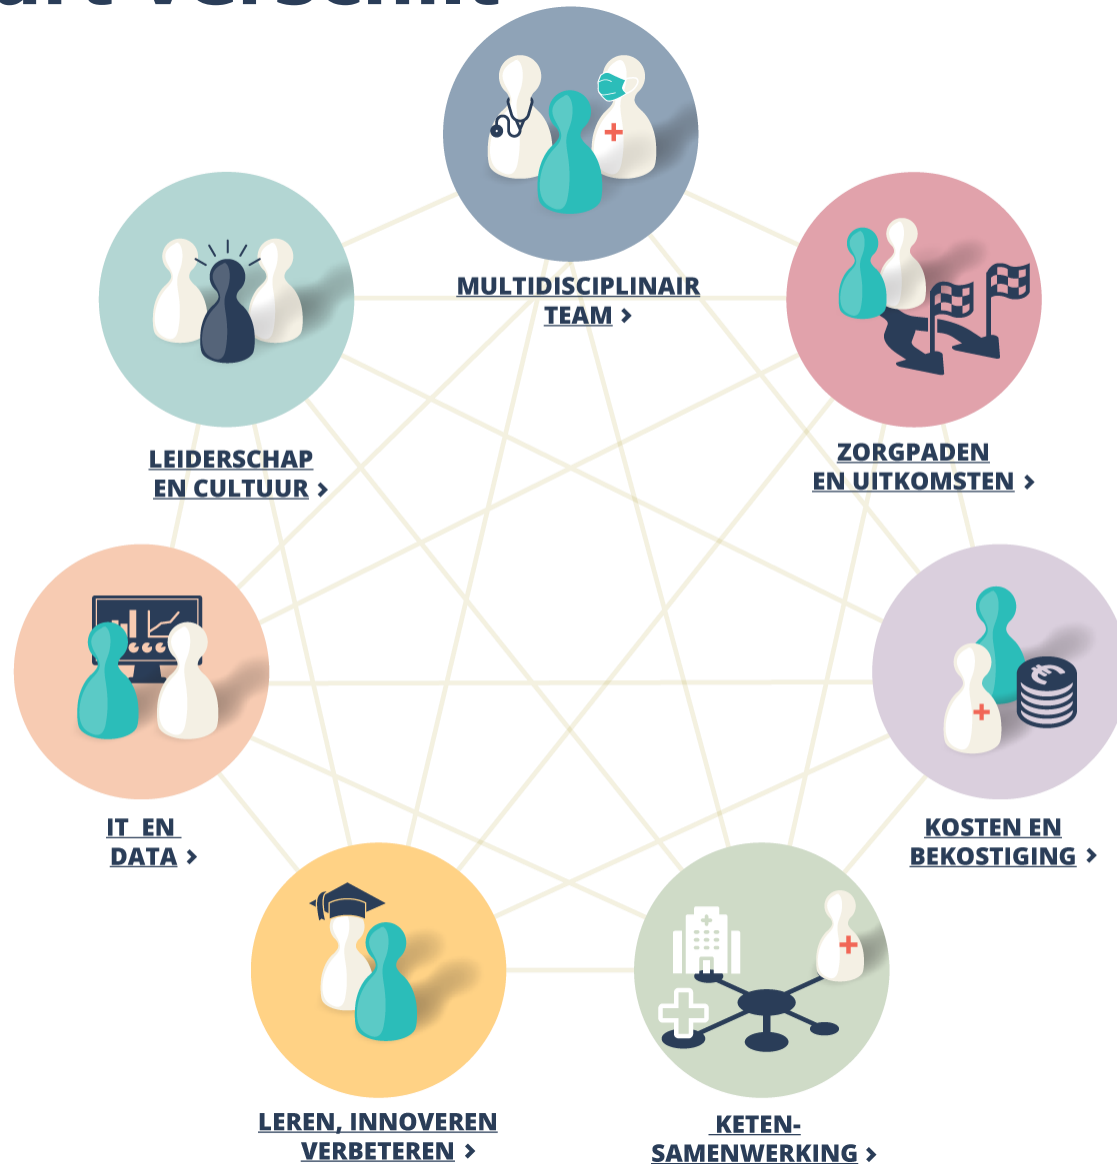 MULTIDISCIPLINAIR
TEAM >
LEIDERSCHAP
EN CULTUUR >
ZORGPADEN
EN UITKOMSTEN >
IT EN
DATA >
KOSTEN EN
BEKOSTIGING >
LEREN, INNOVEREN
VERBETEREN >
KETEN-
SAMENWERKING >